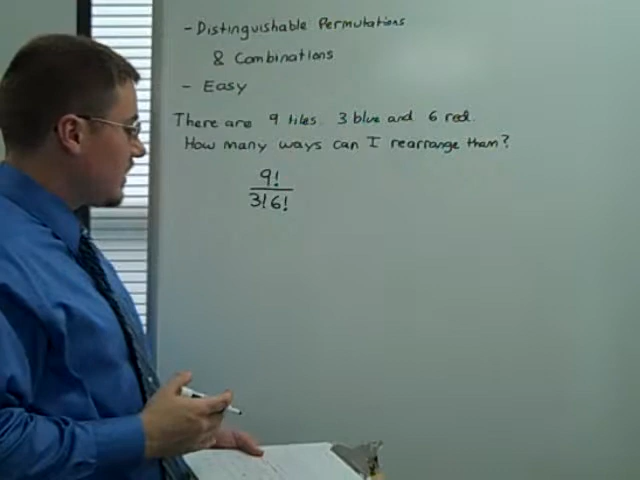 - Distinguishable Permutations
& Combinations
- Easy
There are 9 tiles. 3 blue and 6 red.
How many ways can I rearrange them?
9!
3!6!